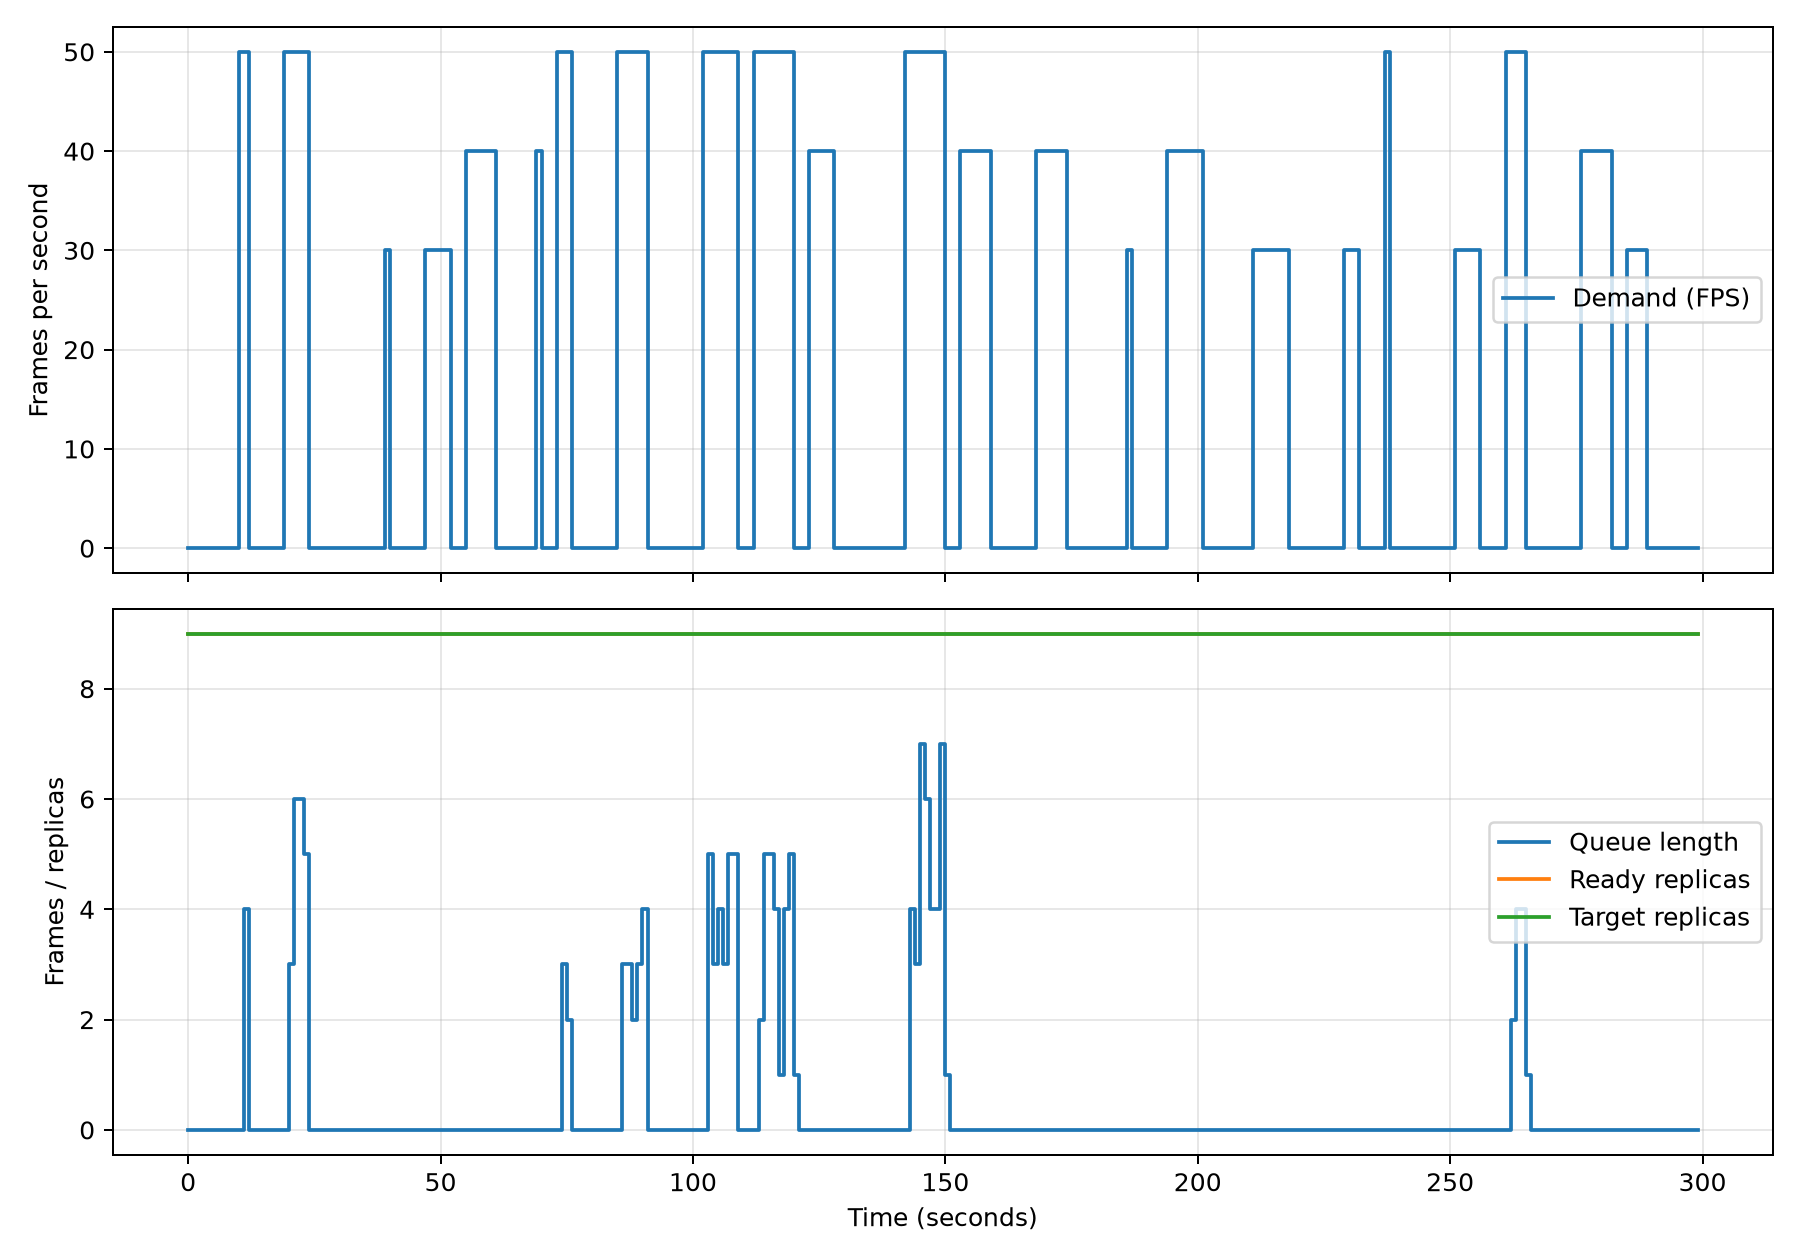 50
40
30
20
10
0
Frames per second
Demand (FPS)
8
6
4
2
0
Frames / replicas
Queue length
Ready replicas
Target replicas
0 50 100 150 200 250 300
Time (seconds)